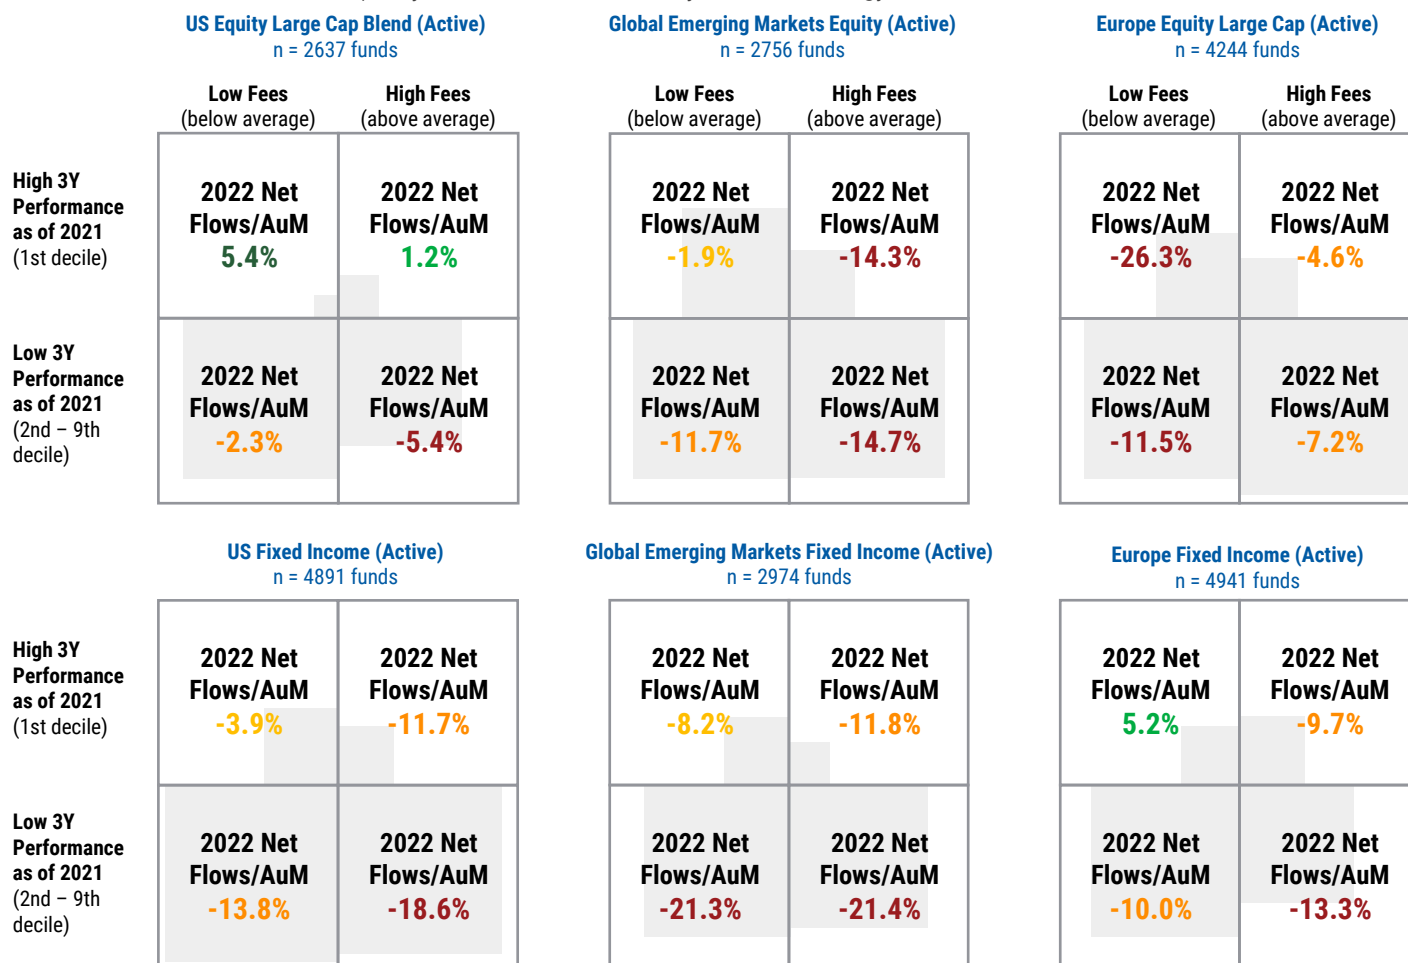 US Equity Large Cap Blend (Active)
n = 2637 funds
Global Emerging Markets Equity (Active)
n = 2756 funds
Europe Equity Large Cap (Active)
n = 4244 funds
Low Fees
(below average)
High Fees
(above average)
Low Fees
(below average)
High Fees
(above average)
Low Fees
(below average)
High Fees
(above average)
High 3Y
Performance
as of 2021
(1st decile)
2022 Net
Flows/AuM
5.4%
2022 Net
Flows/AuM
1.2%
2022 Net
Flows/AuM
-1.9%
2022 Net
Flows/AuM
-14.3%
2022 Net
Flows/AuM
-26.3%
2022 Net
Flows/AuM
-4.6%
Low 3Y
Performance
as of 2021
(2nd – 9th
decile)
2022 Net
Flows/AuM
-2.3%
2022 Net
Flows/AuM
-5.4%
2022 Net
Flows/AuM
-11.7%
2022 Net
Flows/AuM
-14.7%
2022 Net
Flows/AuM
-11.5%
2022 Net
Flows/AuM
-7.2%
US Fixed Income (Active)
n = 4891 funds
Global Emerging Markets Fixed Income (Active)
n = 2974 funds
Europe Fixed Income (Active)
n = 4941 funds
High 3Y
Performance
as of 2021
(1st decile)
2022 Net
Flows/AuM
-3.9%
2022 Net
Flows/AuM
-11.7%
2022 Net
Flows/AuM
-8.2%
2022 Net
Flows/AuM
-11.8%
2022 Net
Flows/AuM
5.2%
2022 Net
Flows/AuM
-9.7%
Low 3Y
Performance
as of 2021
(2nd – 9th
decile)
2022 Net
Flows/AuM
-13.8%
2022 Net
Flows/AuM
-18.6%
2022 Net
Flows/AuM
-21.3%
2022 Net
Flows/AuM
-21.4%
2022 Net
Flows/AuM
-10.0%
2022 Net
Flows/AuM
-13.3%